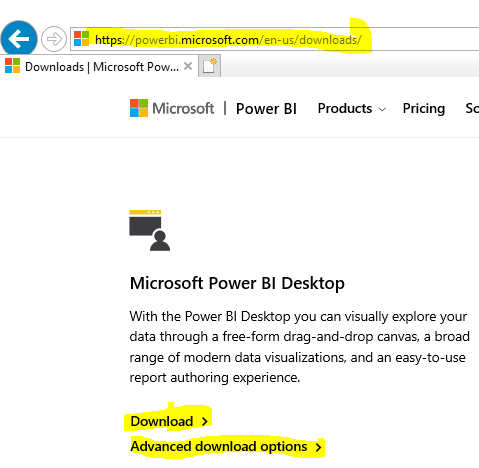 https://powerbi.microsoft.com/en-us/downloads/
Downloads | Microsoft Pow...
Microsoft | Power BI Products Pricing So
Microsoft Power BI Desktop
With the Power BI Desktop you can visually explore your
data through a free-form drag-and-drop canvas, a broad
range of modern data visualizations, and an easy-to-use
report authoring experience.
Download
Advanced download options